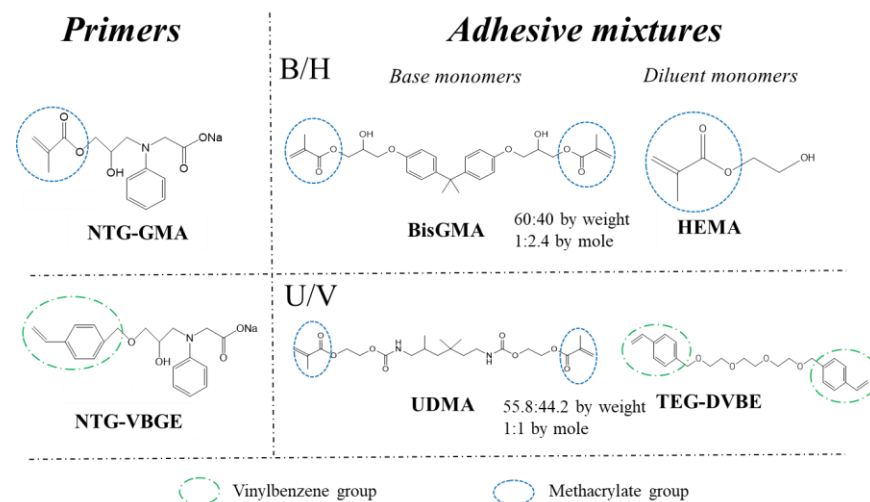 Primers
Adhesive mixtures
B/H
Base monomers
Diluent monomers
O
O
OH
N
O
ONa
NTG-GMA
O
O
OH
O
O
OH
O
O
BisGMA
60:40 by weight
1:2.4 by mole
O
O
OH
HEMA
U/V
O
OH
N
O
ONa
NTG-VBGE
O
O
O
O
N
H
N
H
O
O
O
O
UDMA
55.8:44.2 by weight
1:1 by mole
O
O
O
O
TEG-DVBE
Vinylbenzene group
Methacrylate group